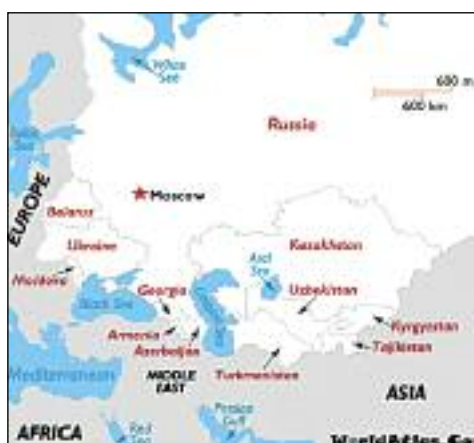 White
Sea
600 mi
600 km
Russia
Moscow
EUROPE
Belarus
Ukraine
Kazakhstan
Aral
Sea
Moldova
Georgia
Uzbekistan
Black Sea
Armenia
Kyrgyzstan
Azerbaijan
Tajikistan
MIDDLE
EAST
Mediterranean
Turkmenistan
ASIA
AFRICA
Red
Sea
Persian
Gulf